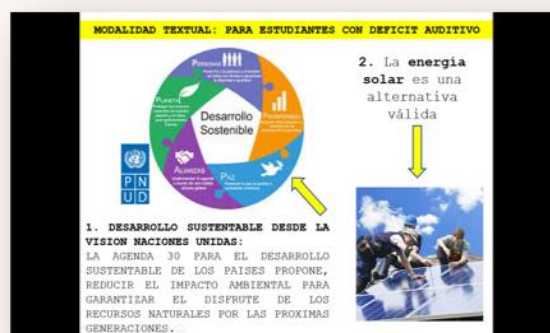 MODALIDAD TEXTUAL: PARA ESTUDIANTES CON DEFICIT AUDITIVO
PERSONAS
PLANETA
PROSPERIDAD
Desarrollo
Sostenible
ALIANZAS
PAZ
P N
U D
1. DESARROLLO SUSTENTABLE DESDE LA
VISION NACIONES UNIDAS:
LA AGENDA 30 PARA EL DESARROLLO
SUSTENTABLE DE LOS PAISES PROPONE,
REDUCIR EL IMPACTO AMBIENTAL PARA
GARANTIZAR EL DISFRUTE DE LOS
RECURSOS NATURALES POR LAS PROXIMAS
GENERACIONES.
2. La energía
solar es una
alternativa
válida